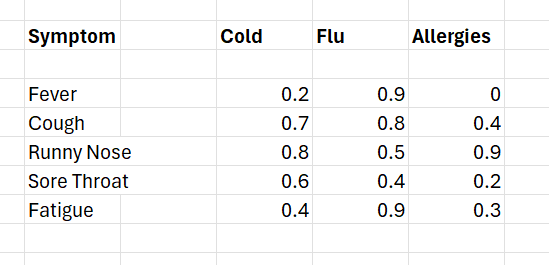 Symptom Cold Flu Allergies
Fever 0.2 0.9 0
Cough 0.7 0.8 0.4
Runny Nose 0.8 0.5 0.9
Sore Throat 0.6 0.4 0.2
Fatigue 0.4 0.9 0.3